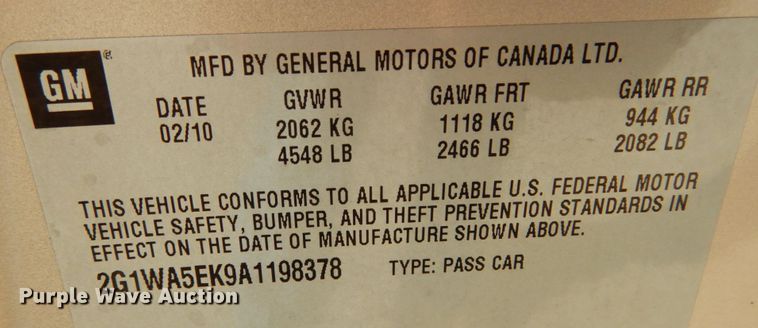 GM
MFD BY GENERAL MOTORS OF CANADA LTD.
DATE GVWR GAWR FRT GAWR RR
02/10 2062 KG 1118 KG 944 KG
4548 LB 2466 LB 2082 LB
THIS VEHICLE CONFORMS TO ALL APPLICABLE U.S. FEDERAL MOTOR
VEHICLE SAFETY, BUMPER, AND THEFT PREVENTION STANDARDS IN
EFFECT ON THE DATE OF MANUFACTURE SHOWN ABOVE.
2G1WA5EK9A1198378 TYPE: PASS CAR
Purple Wave Auction